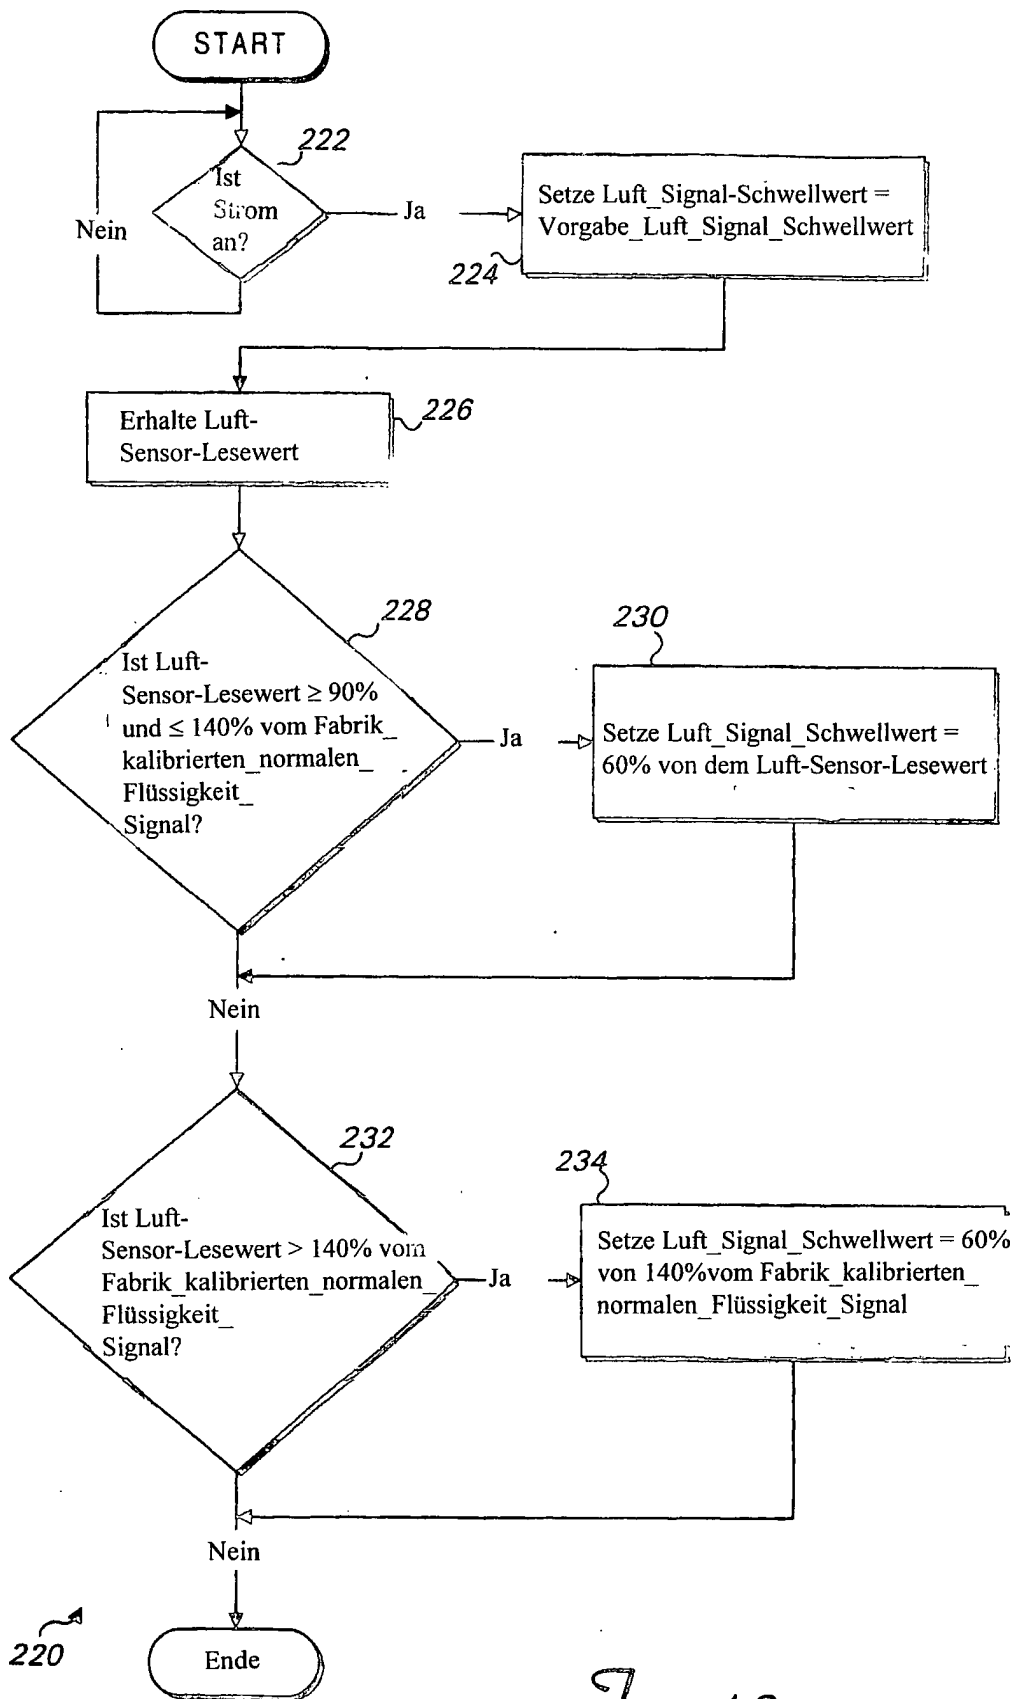 START
222
Ist
Strom
an?
Nein
Ja
Setze Luft_Signal-Schwellwert =
Vorgabe_Luft_Signal_Schwellwert
224
Erhalte Luft-
Sensor-Lesewert
226
228
Ist Luft-
Sensor-Lesewert ≥ 90%
und ≤ 140% vom Fabrik_
kalibrierten_normalen_
Flüssigkeit_
Signal?
Ja
230
Setze Luft_Signal_Schwellwert =
60% von dem Luft-Sensor-Lesewert
Nein
232
Ist Luft-
Sensor-Lesewert > 140% vom
Fabrik_kalibrierten_normalen_
Flüssigkeit_
Signal?
Ja
234
Setze Luft_Signal_Schwellwert = 60%
von 140%vom Fabrik_kalibrierten_
normalen_Flüssigkeit_Signal
Nein
220
Ende